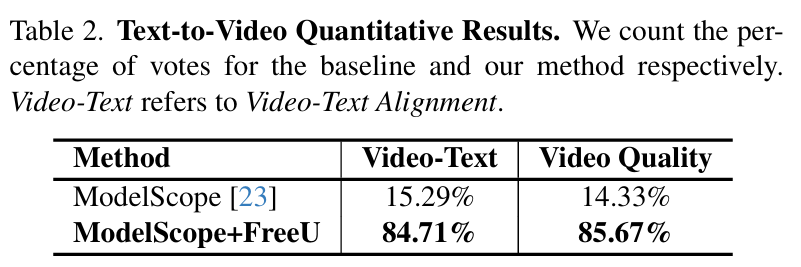 Table 2. Text-to-Video Quantitative Results. We count the per-
centage of votes for the baseline and our method respectively.
Video-Text refers to Video-Text Alignment.
Method Video-Text Video Quality
ModelScope [23] 15.29% 14.33%
ModelScope+FreeU 84.71% 85.67%